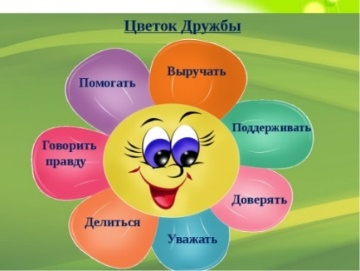 Цветок Дружбы
Выручать
Помогать
Поддерживать
Говорить
правду
Доверять
Делиться
Уважать